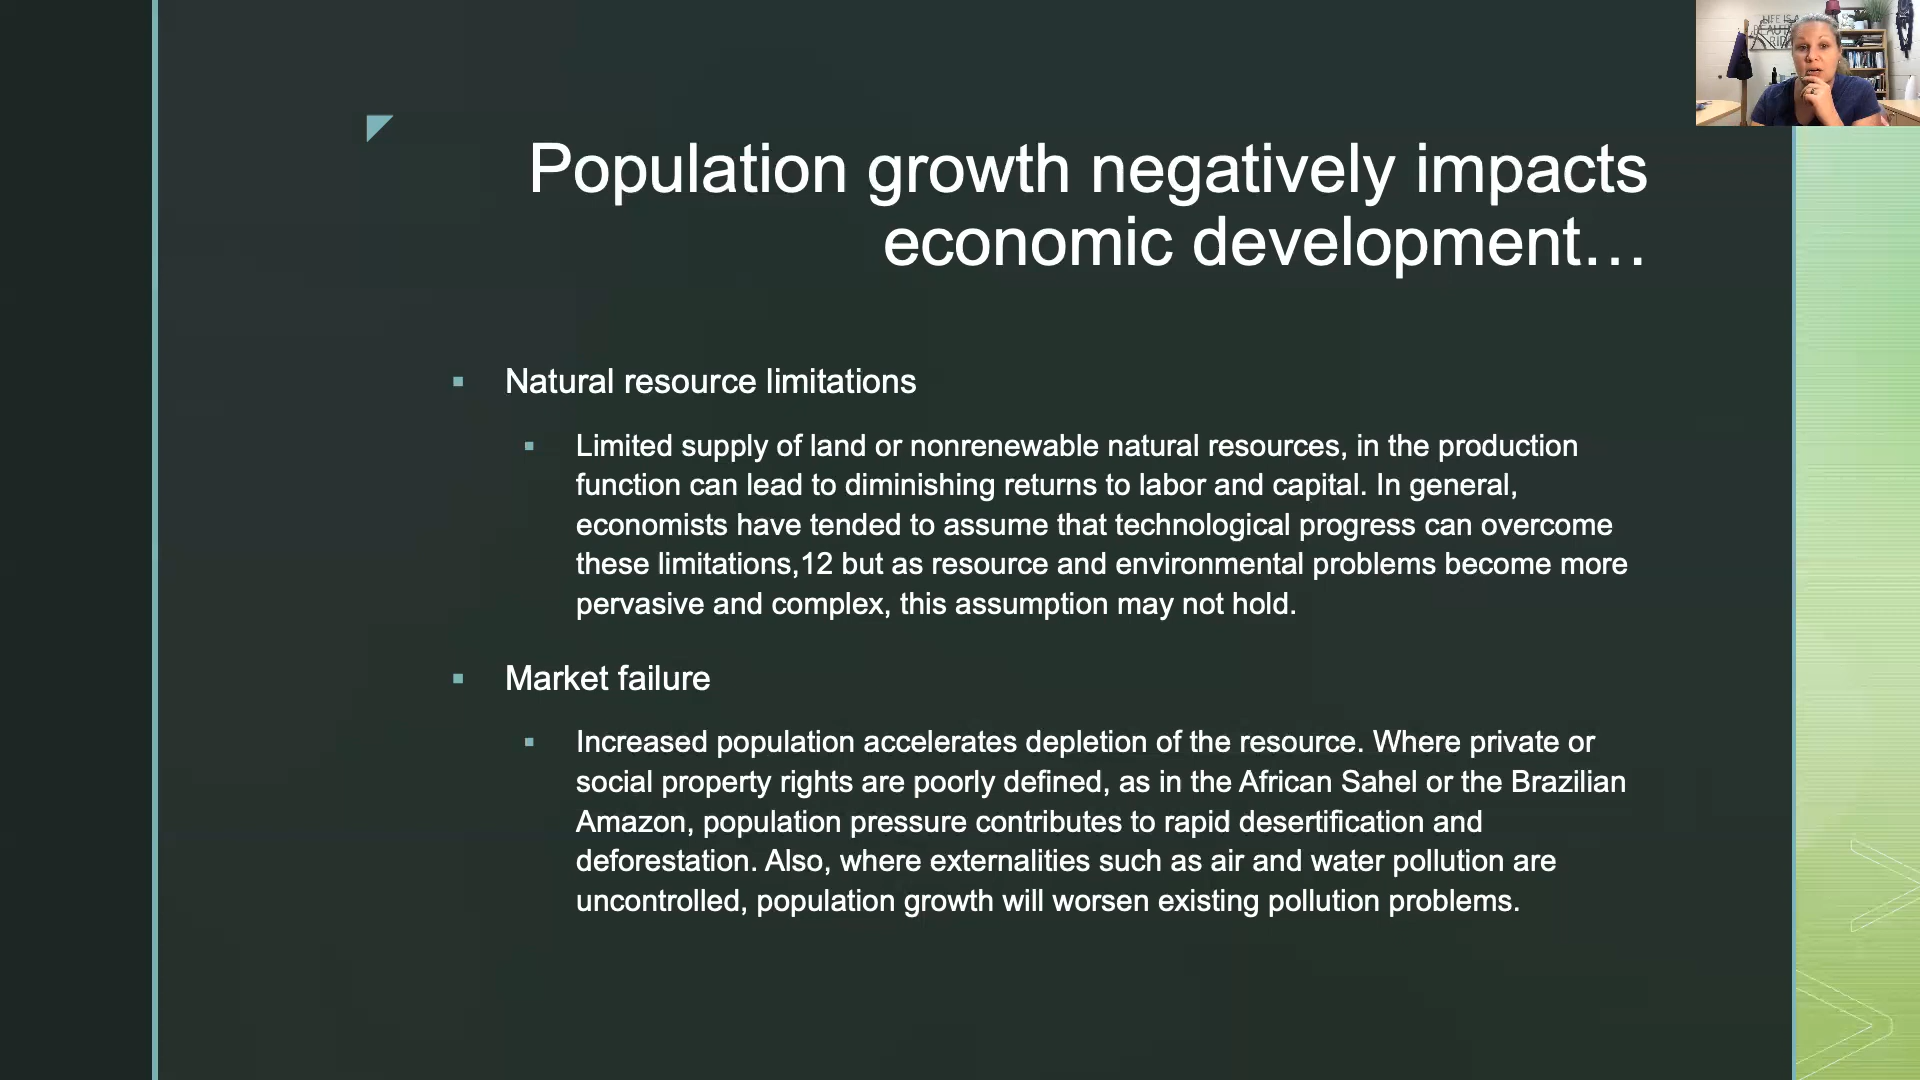 LIFE IS A
BEAUTIFUL
RIDE
Population growth negatively impacts
economic development…
▪ Natural resource limitations
▪ Limited supply of land or nonrenewable natural resources, in the production
function can lead to diminishing returns to labor and capital. In general,
economists have tended to assume that technological progress can overcome
these limitations,12 but as resource and environmental problems become more
pervasive and complex, this assumption may not hold.
▪ Market failure
▪ Increased population accelerates depletion of the resource. Where private or
social property rights are poorly defined, as in the African Sahel or the Brazilian
Amazon, population pressure contributes to rapid desertification and
deforestation. Also, where externalities such as air and water pollution are
uncontrolled, population growth will worsen existing pollution problems.